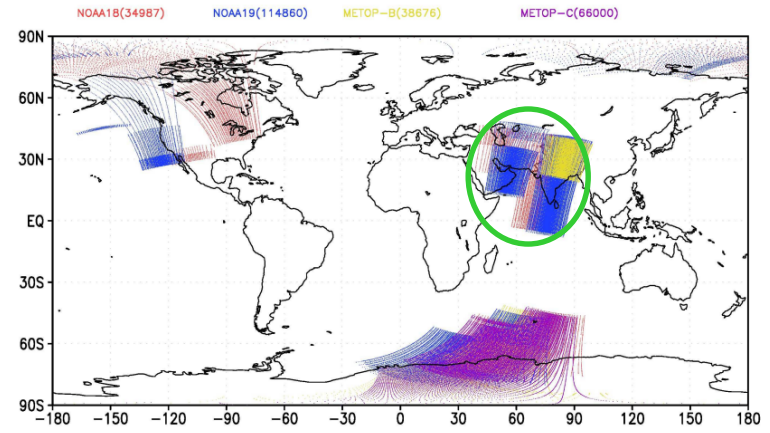 NOAA18(34987) NOAA19(114860) METOP-B(38676) METOP-C(66000)
90N
60N
30N
EQ
30S
60S
90S
-180 -150 -120 -90 -60 -30 0 30 60 90 120 150 180